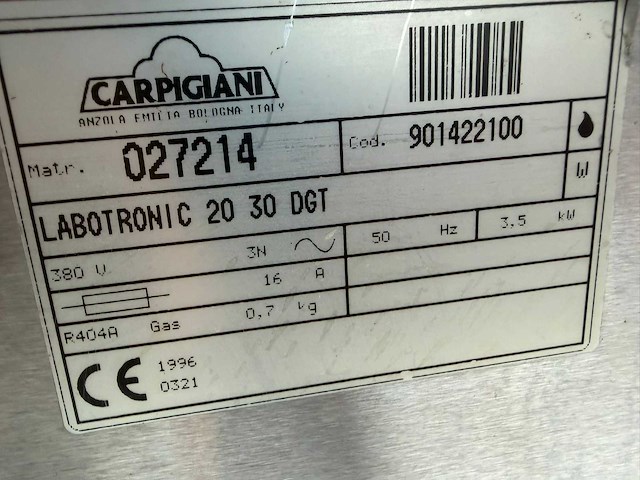 CARPIGIANI
ANZOLA EMILIA BOLOGNA ITALY
Matr. 027214 Cod. 901422100
W
LABOTRONIC 20 30 DGT
380 V 3N 50 Hz 3,5 kW
16 A
R404A Gas 0,7 kg
CE 1996
0321